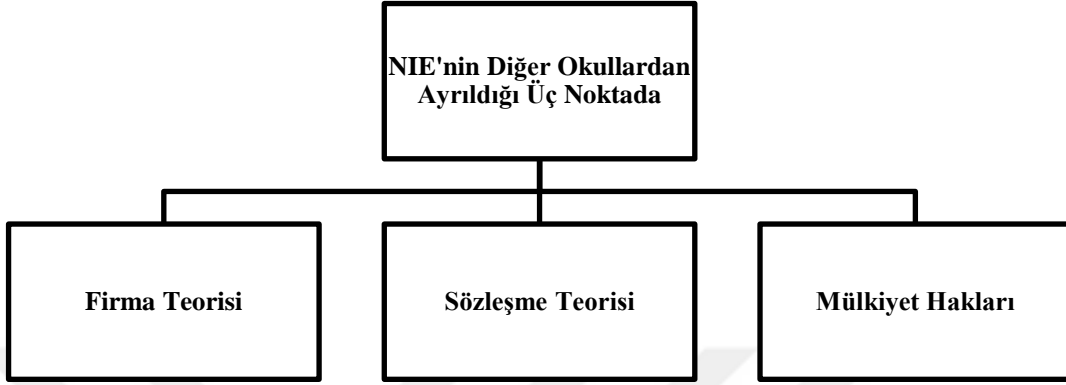 NIE'nin Diğer Okullardan
Ayrıldığı Üç Noktada
Firma Teorisi
Sözleşme Teorisi
Mülkiyet Hakları